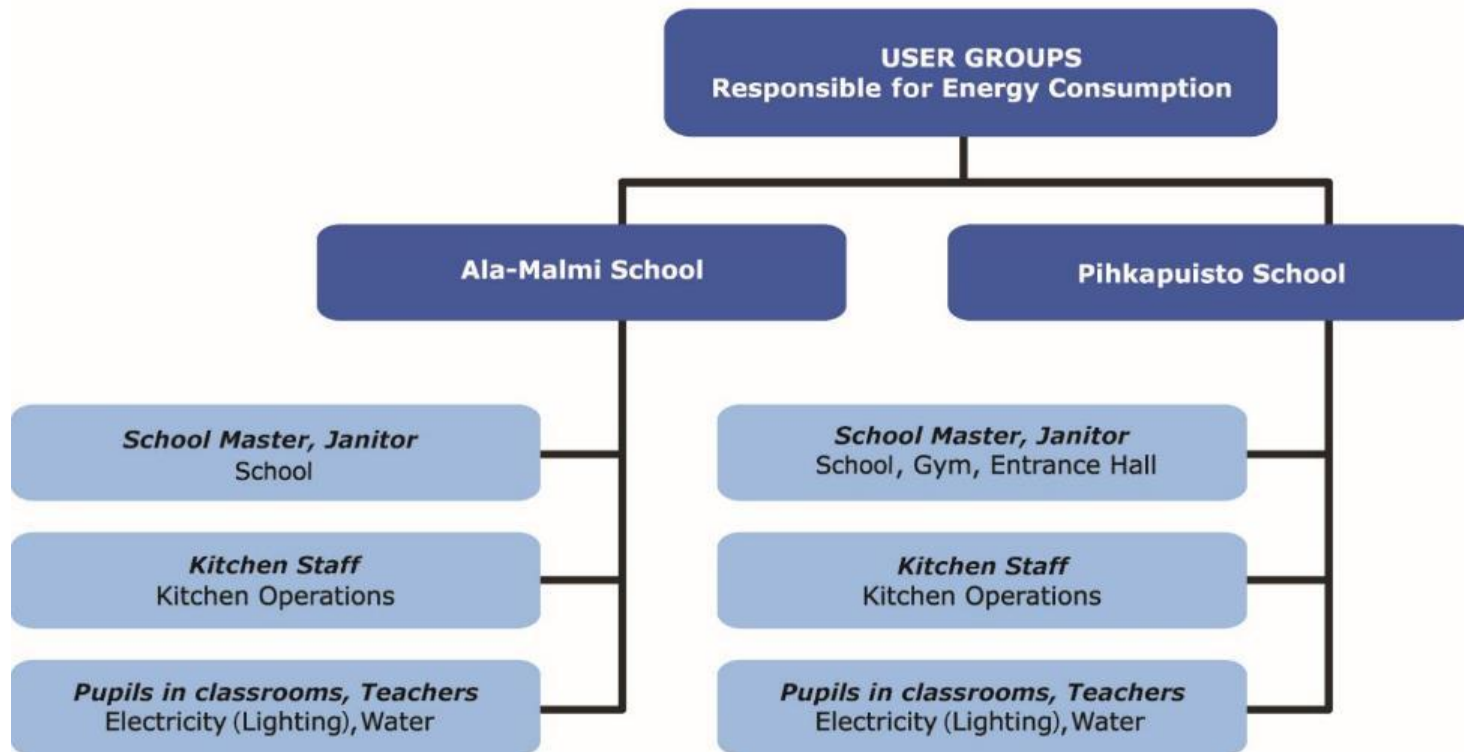 USER GROUPS
Responsible for Energy Consumption
Ala-Malmi School
Pihkapuisto School
School Master, Janitor
School
Kitchen Staff
Kitchen Operations
Pupils in classrooms, Teachers
Electricity (Lighting), Water
School Master, Janitor
School, Gym, Entrance Hall
Kitchen Staff
Kitchen Operations
Pupils in classrooms, Teachers
Electricity (Lighting), Water